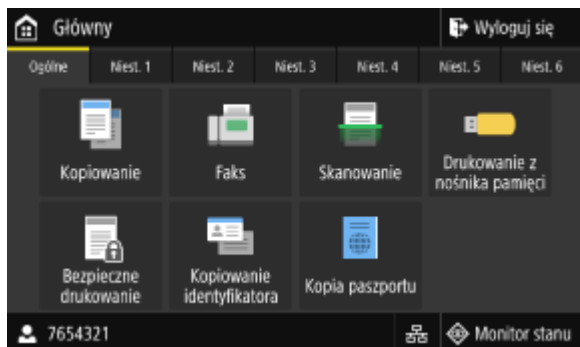 Główny
Wyloguj się
Ogólne
Niest. 1
Niest. 2
Niest. 3
Niest. 4
Niest. 5
Niest. 6
Kopiowanie
Faks
Skanowanie
Drukowanie z
nośnika pamięci
Bezpieczne
drukowanie
Kopiowanie
identyfikatora
Kopia paszportu
7654321
Monitor stanu